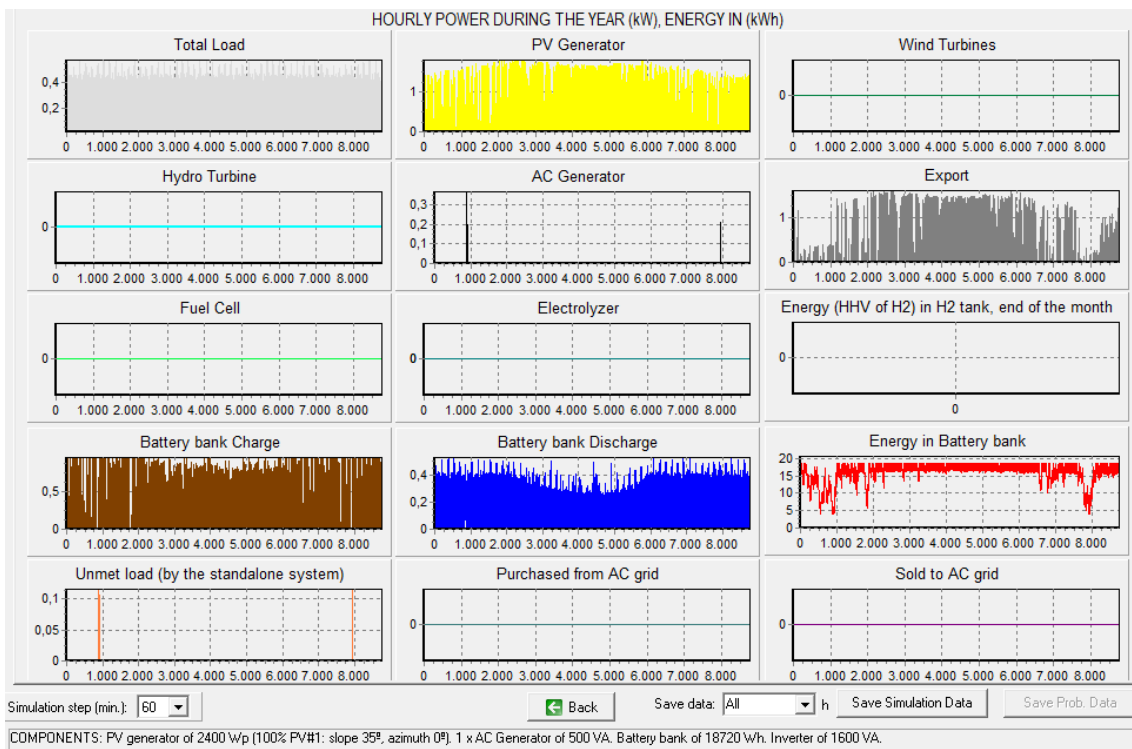 HOURLY POWER DURING THE YEAR (kW), ENERGY IN (kWh)
Total Load
0,4
0,2
0 1.000 2.000 3.000 4.000 5.000 6.000 7.000 8.000
PV Generator
1
0
0 1.000 2.000 3.000 4.000 5.000 6.000 7.000 8.000
Wind Turbines
0
0 1.000 2.000 3.000 4.000 5.000 6.000 7.000 8.000
Hydro Turbine
0
0 1.000 2.000 3.000 4.000 5.000 6.000 7.000 8.000
AC Generator
0,3
0,2
0,1
0
0 1.000 2.000 3.000 4.000 5.000 6.000 7.000 8.000
Export
1
0
0 1.000 2.000 3.000 4.000 5.000 6.000 7.000 8.000
Fuel Cell
0
0 1.000 2.000 3.000 4.000 5.000 6.000 7.000 8.000
Electrolyzer
0
0 1.000 2.000 3.000 4.000 5.000 6.000 7.000 8.000
Energy (HHV of H2) in H2 tank, end of the month
0
0
Battery bank Charge
0,5
0
0 1.000 2.000 3.000 4.000 5.000 6.000 7.000 8.000
Battery bank Discharge
0,4
0,2
0
0 1.000 2.000 3.000 4.000 5.000 6.000 7.000 8.000
Energy in Battery bank
20
15
10
5
0
0 1.000 2.000 3.000 4.000 5.000 6.000 7.000 8.000
Unmet load (by the standalone system)
0,1
0,05
0
0 1.000 2.000 3.000 4.000 5.000 6.000 7.000 8.000
Purchased from AC grid
0
0 1.000 2.000 3.000 4.000 5.000 6.000 7.000 8.000
Sold to AC grid
0
0 1.000 2.000 3.000 4.000 5.000 6.000 7.000 8.000
Simulation step (min.): 60 Back Save data: All h Save Simulation Data Save Prob. Data
COMPONENTS: PV generator of 2400 Wp (100% PV#1: slope 35º, azimuth 0º). 1 x AC Generator of 500 VA. Battery bank of 18720 Wh. Inverter of 1600 VA.